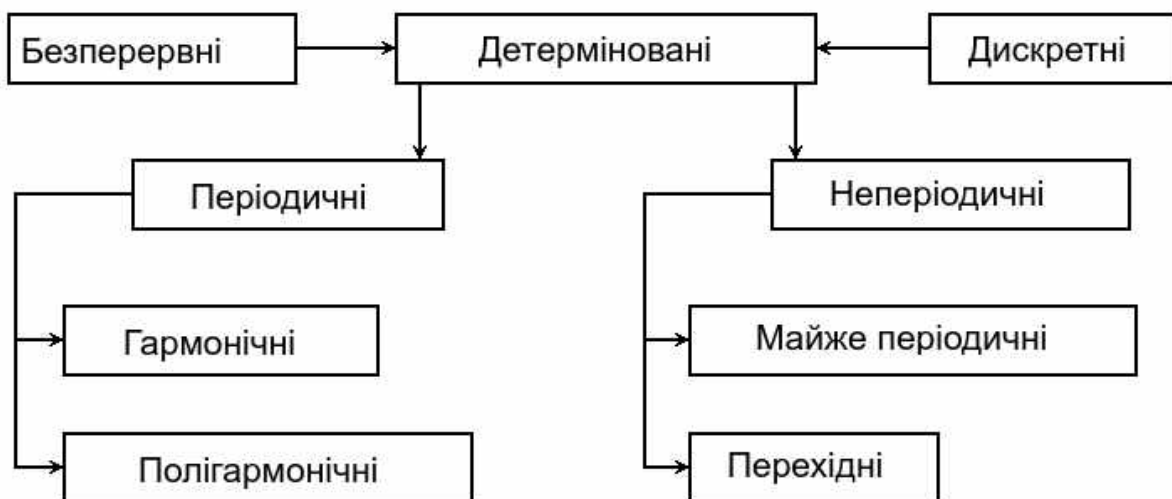 Безперервні
Детерміновані
Дискретні
Періодичні
Неперіодичні
Гармонічні
Майже періодичні
Полігармонічні
Перехідні